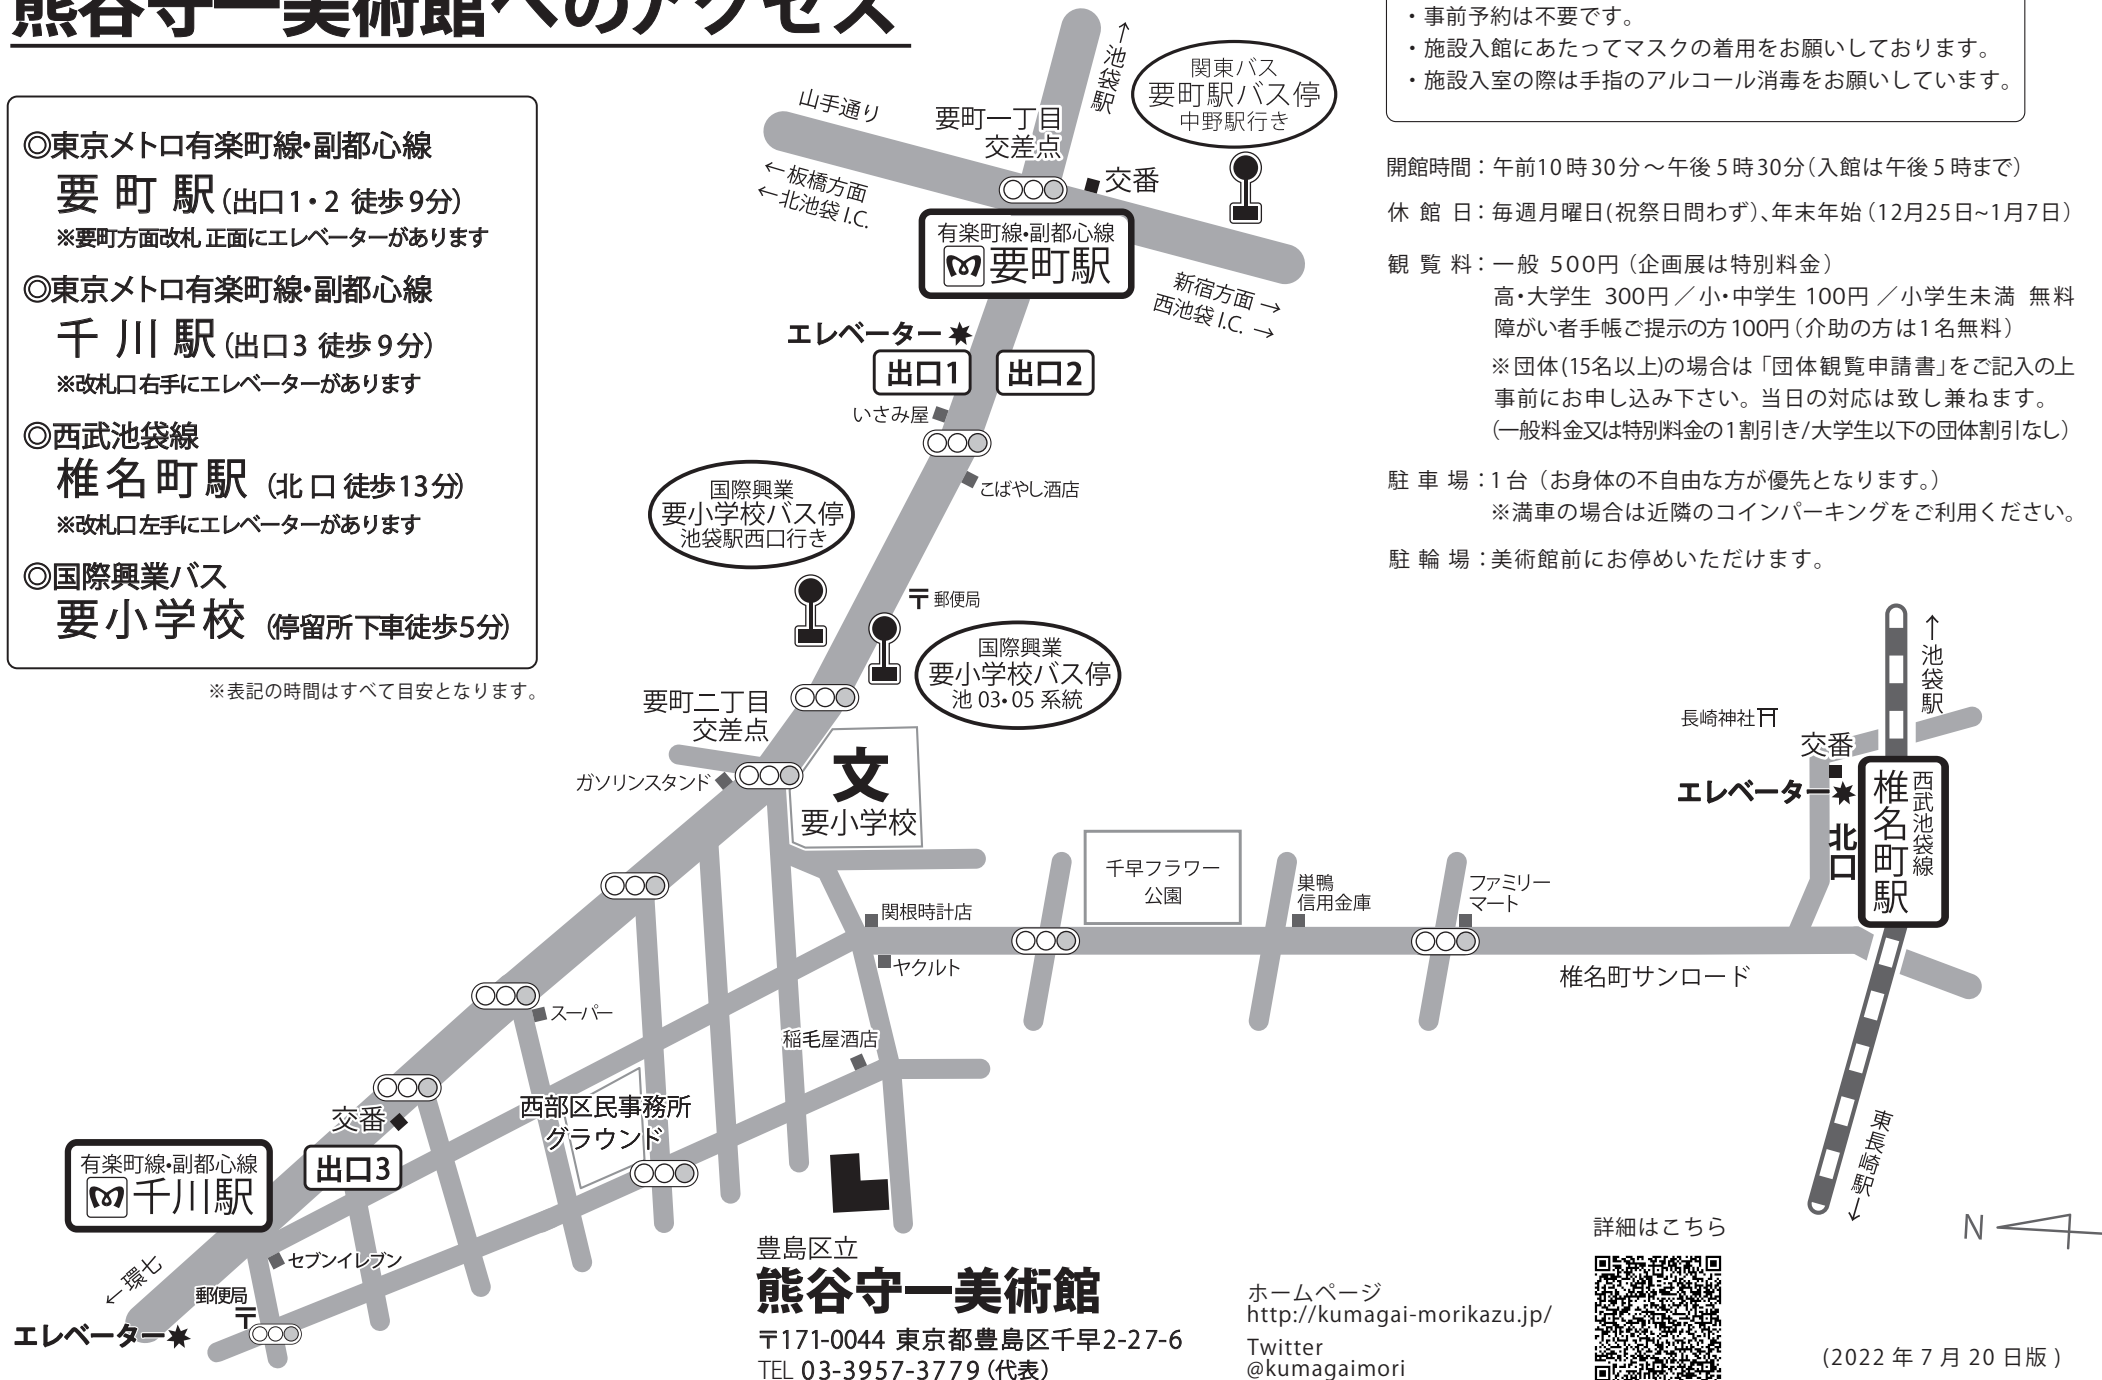 熊谷守一美術館へのアクセス
◎東京メトロ有楽町線・副都心線
要町駅(出口1・2 徒歩9分)
※要町方面改札 正面にエレベーターがあります
◎東京メトロ有楽町線・副都心線
千川駅(出口3 徒歩9分)
※改札口右手にエレベーターがあります
◎西武池袋線
椎名町駅 (北口 徒歩13分)
※改札口左手にエレベーターがあります
◎国際興業バス
要小学校 (停留所下車徒歩5分)
※表記の時間はすべて目安となります。
・事前予約は不要です。
・施設入館にあたってマスクの着用をお願いしております。
・施設入室の際は手指のアルコール消毒をお願いしています。
開館時間：午前10時30分〜午後5時30分(入館は午後5時まで)
休館日：毎週月曜日(祝祭日問わず)、年末年始(12月25日~1月7日)
観覧料：一般 500円(企画展は特別料金)
高・大学生 300円／小・中学生 100円／小学生未満 無料
障がい者手帳ご提示の方100円(介助の方は1名無料)
※団体(15名以上)の場合は「団体観覧申請書」をご記入の上
事前にお申し込み下さい。当日の対応は致し兼ねます。
(一般料金又は特別料金の1割引き/大学生以下の団体割引なし)
駐車場：1台(お身体の不自由な方が優先となります。)
※満車の場合は近隣のコインパーキングをご利用ください。
駐輪場：美術館前にお停めいただけます。
↑池袋駅
関東バス
要町駅バス停
中野駅行き
山手通り
要町一丁目
交差点
交番
←板橋方面
←北池袋I.C.
有楽町線・副都心線
要町駅
新宿方面→
西池袋I.C.→
エレベーター
出口1
出口2
いさみ屋
こばやし酒店
国際興業
要小学校バス停
池袋駅西口行き
〒郵便局
国際興業
要小学校バス停
池03・05系統
要町二丁目
交差点
ガソリンスタンド
文
要小学校
千早フラワー
公園
巣鴨
信用金庫
ファミリー
マート
関根時計店
ヤクルト
椎名町サンロード
↑池袋駅
長崎神社
交番
エレベーター
北口
西武池袋線
椎名町駅
東長崎駅↓
スーパー
稲毛屋酒店
西部区民事務所
グラウンド
交番
出口3
有楽町線・副都心線
千川駅
セブンイレブン
←環七
郵便局
〒
エレベーター
豊島区立
熊谷守一美術館
〒171-0044 東京都豊島区千早2-27-6
TEL 03-3957-3779(代表)
ホームページ
http://kumagai-morikazu.jp/
Twitter
@kumagaimori
詳細はこちら
N
(2022年7月20日版)